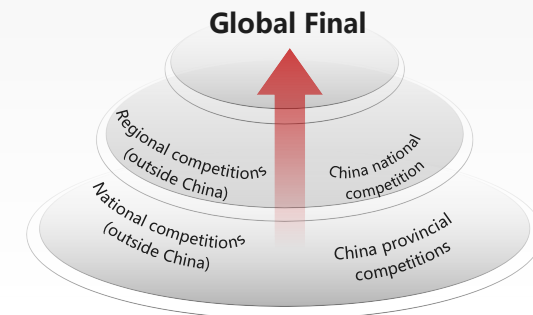 Global Final
Regional competitions
(outside China)
China national
competition
National competitions
(outside China)
China provincial
competitions